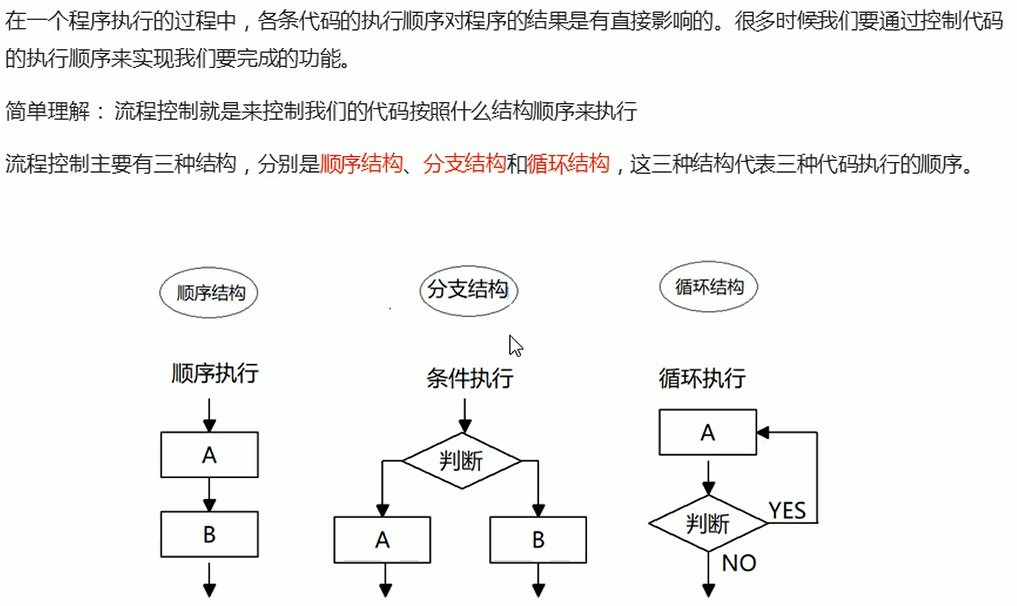 在一个程序执行的过程中，各条代码的执行顺序对程序的结果是有直接影响的。很多时候我们要通过控制代码
的执行顺序来实现我们要完成的功能。
简单理解： 流程控制就是来控制我们的代码按照什么结构顺序来执行
流程控制主要有三种结构，分别是顺序结构、分支结构和循环结构，这三种结构代表三种代码执行的顺序。
顺序结构
分支结构
循环结构
顺序执行
条件执行
循环执行
A
B
判断
A
B
A
判断
YES
NO